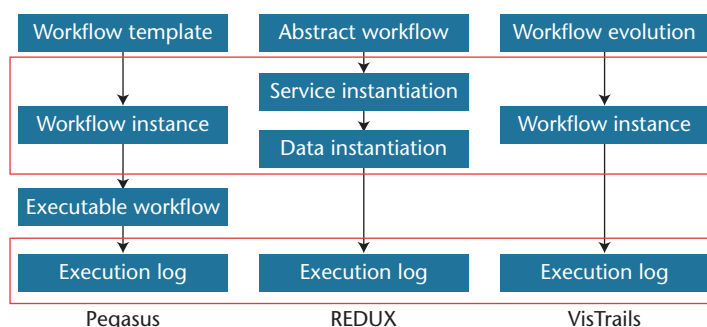 Workflow template
Abstract workflow
Workflow evolution
Service instantiation
Workflow instance
Workflow instance
Data instantiation
Executable workflow
Execution log
Execution log
Execution log
Pegasus
REDUX
VisTrails